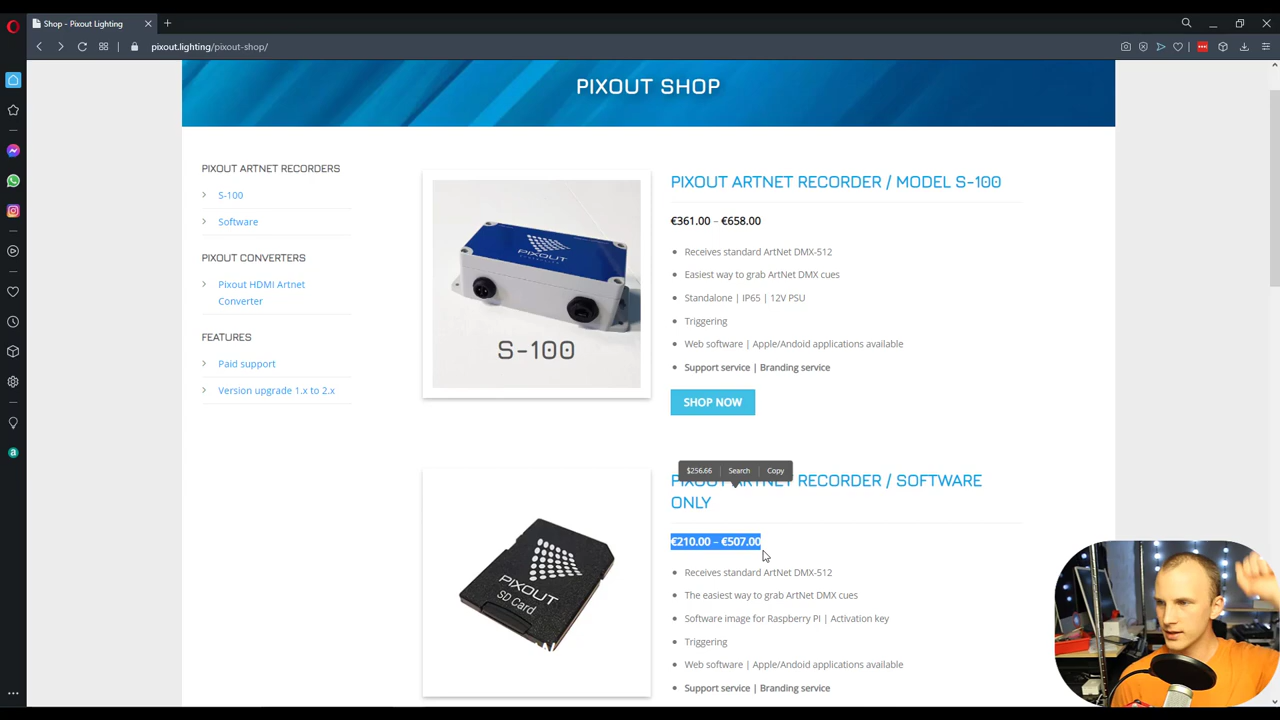 Shop - Pixout Lighting
pixout.lighting/pixout-shop/
PIXOUT SHOP
PIXOUT ARTNET RECORDERS
S-100
Software
PIXOUT CONVERTERS
Pixout HDMI Artnet
Converter
FEATURES
Paid support
Version upgrade 1.x to 2.x
PIXOUT
S-100
PIXOUT ARTNET RECORDER / MODEL S-100
€361.00 – €658.00
Receives standard ArtNet DMX-512
Easiest way to grab ArtNet DMX cues
Standalone | IP65 | 12V PSU
Triggering
Web software | Apple/Andoid applications available
Support service | Branding service
SHOP NOW
$256.66 Search Copy
PIXOUT ARTNET RECORDER / SOFTWARE
ONLY
€210.00 – €507.00
Receives standard ArtNet DMX-512
The easiest way to grab ArtNet DMX cues
Software image for Raspberry PI | Activation key
Triggering
Web software | Apple/Andoid applications available
Support service | Branding service
PIXOUT
SD Card